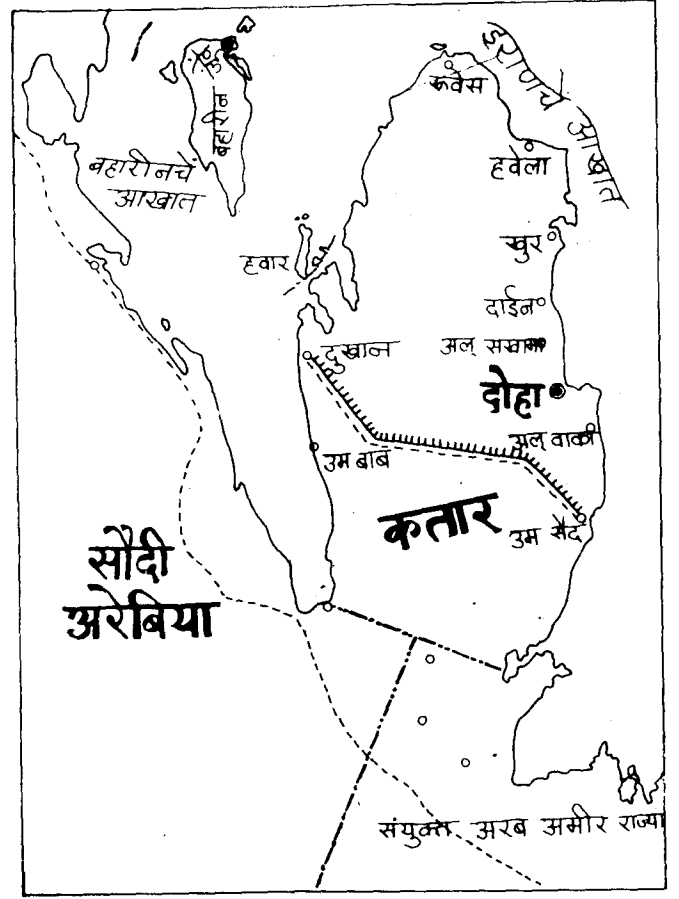 इराणचे आखात
रुवेस
बहारीन
हवेला
बहारीनचें
आखात
खुर
हवार
दाईन
दुखान
अल्
दोहा
अल् वाक्रा
उम बाब
कतार
उम सैद
सौदी
अरेबिया
संयुक्त अरब अमीर राज्या